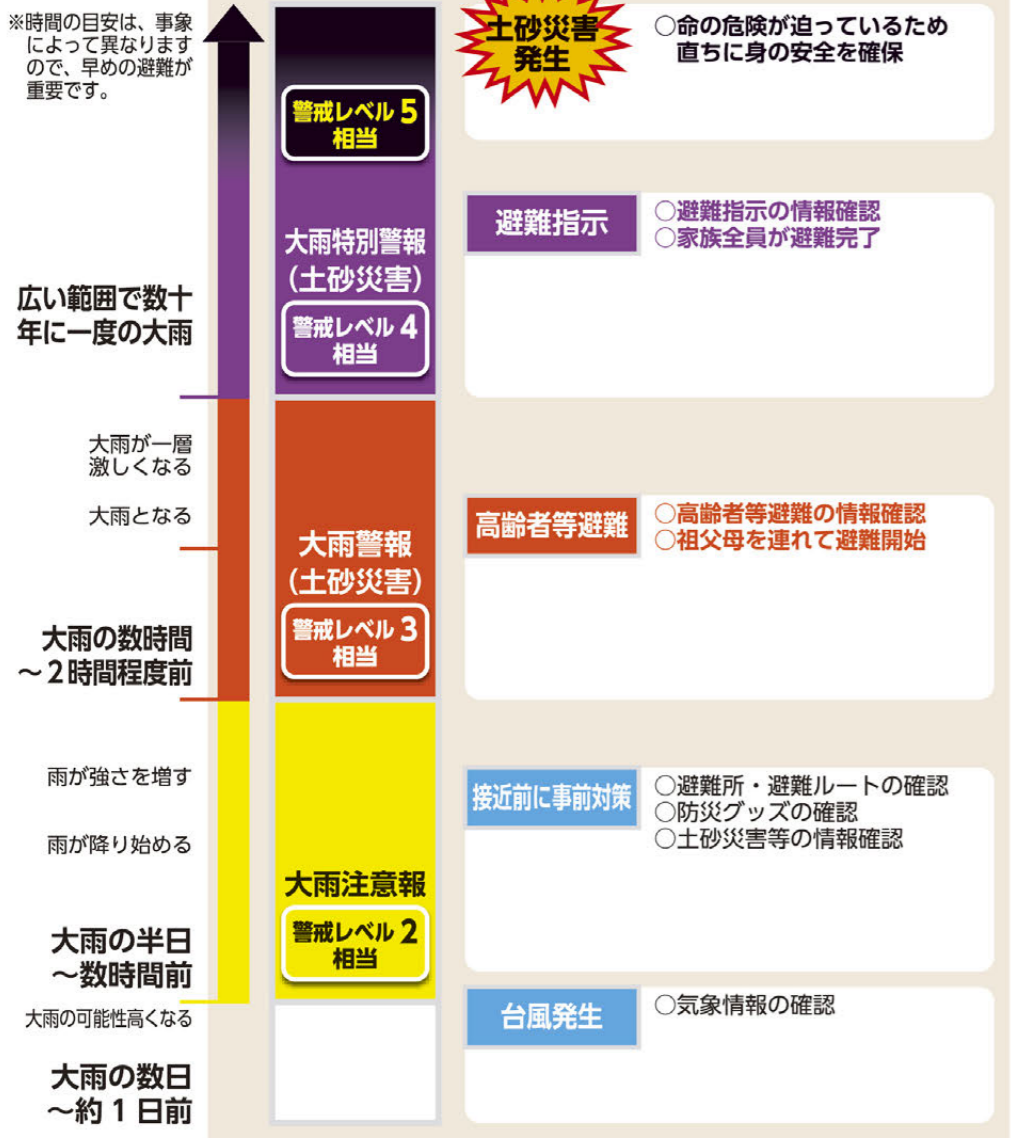 ※時間の目安は、事象
によって異なります
ので、早めの避難が
重要です。
広い範囲で数十
年に一度の大雨
大雨が一層
激しくなる
大雨となる
大雨の数時間
～2時間程度前
雨が強さを増す
雨が降り始める
大雨の半日
～数時間前
大雨の可能性高くなる
大雨の数日
～約1日前
警戒レベル5
相当
大雨特別警報
(土砂災害)
警戒レベル4
相当
大雨警報
(土砂災害)
警戒レベル3
相当
大雨注意報
警戒レベル2
相当
土砂災害
発生
○命の危険が迫っているため
直ちに身の安全を確保
避難指示
○避難指示の情報確認
○家族全員が避難完了
高齢者等避難
○高齢者等避難の情報確認
○祖父母を連れて避難開始
接近前に事前対策
○避難所・避難ルートの確認
○防災グッズの確認
○土砂災害等の情報確認
台風発生
○気象情報の確認